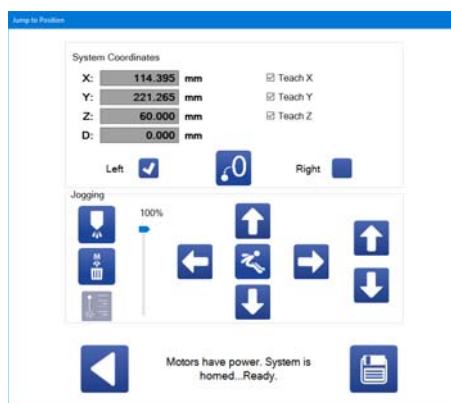 Jump to Position
System Coordinates
X: 114.395 mm Teach X
Y: 221.265 mm Teach Y
Z: 60.000 mm Teach Z
D: 0.000 mm
Left 0 Right
Jogging
100%
M
Motors have power. System is
homed...Ready.